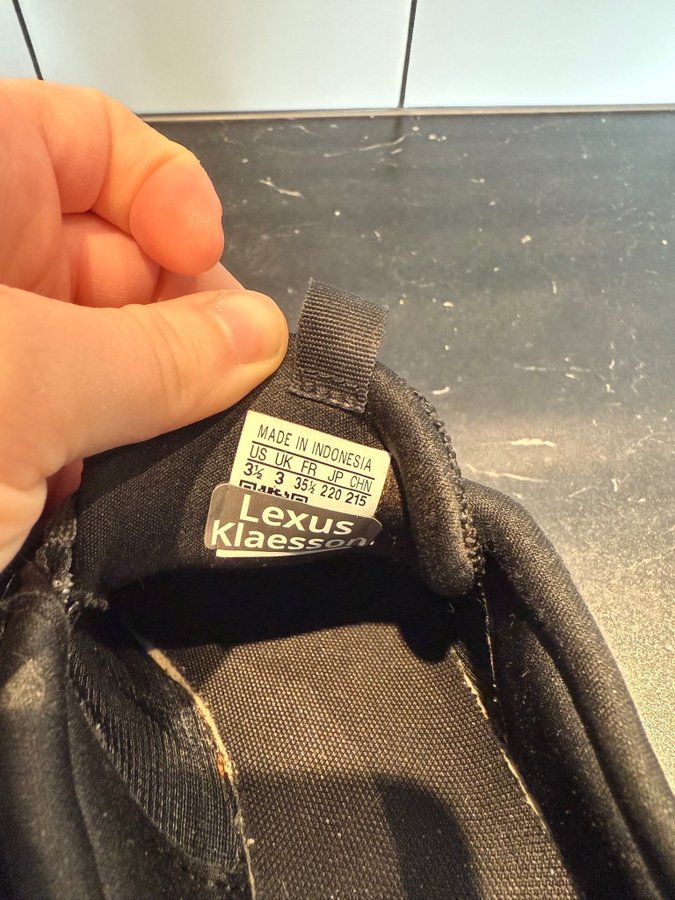 MADE IN INDONESIA
US UK FR JP CHN
3½ 3 35½ 220 215
Lexus
Klaesson